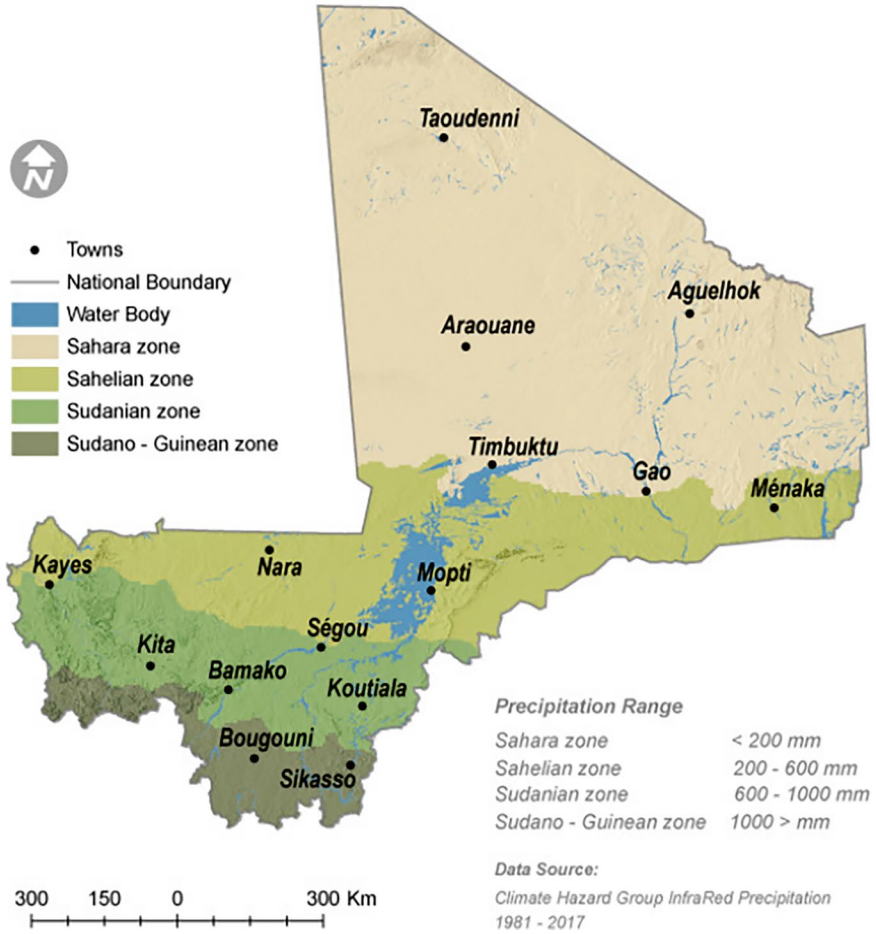 Taoudenni
N
Towns
National Boundary
Water Body
Sahara zone
Sahelian zone
Sudanian zone
Sudano - Guinean zone
Aguelhok
Araouane
Timbuktu
Gao
Ménaka
Kayes
Nara
Mopti
Ségou
Kita
Bamako
Koutiala
Bougouni
Sikasso
Precipitation Range
Sahara zone < 200 mm
Sahelian zone 200 - 600 mm
Sudanian zone 600 - 1000 mm
Sudano - Guinean zone 1000 > mm
Data Source:
Climate Hazard Group InfraRed Precipitation
1981 - 2017
300 150 0 300 Km